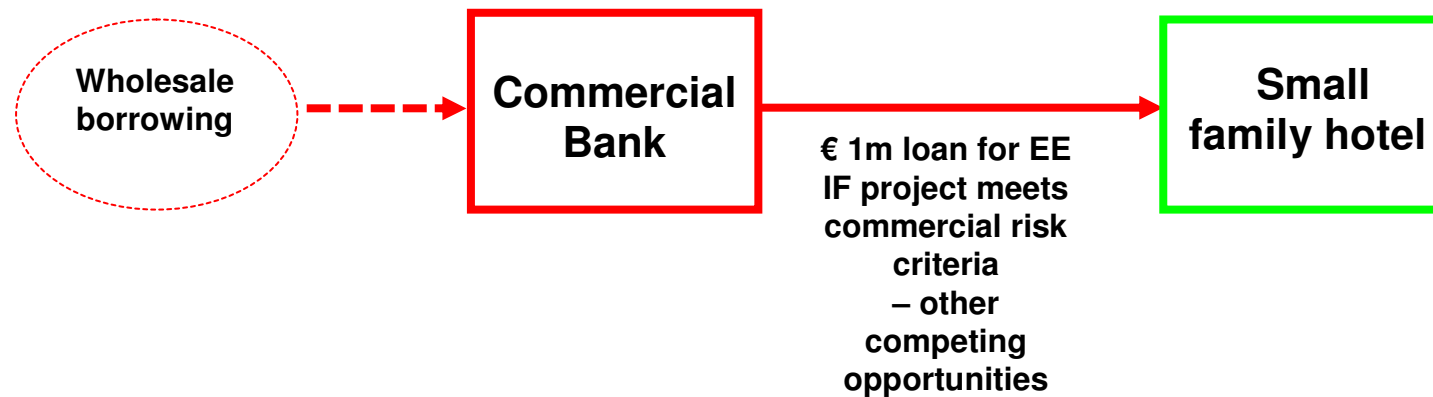 Wholesale
borrowing
Commercial
Bank
€ 1m loan for EE
IF project meets
commercial risk
criteria
– other
competing
opportunities
Small
family hotel